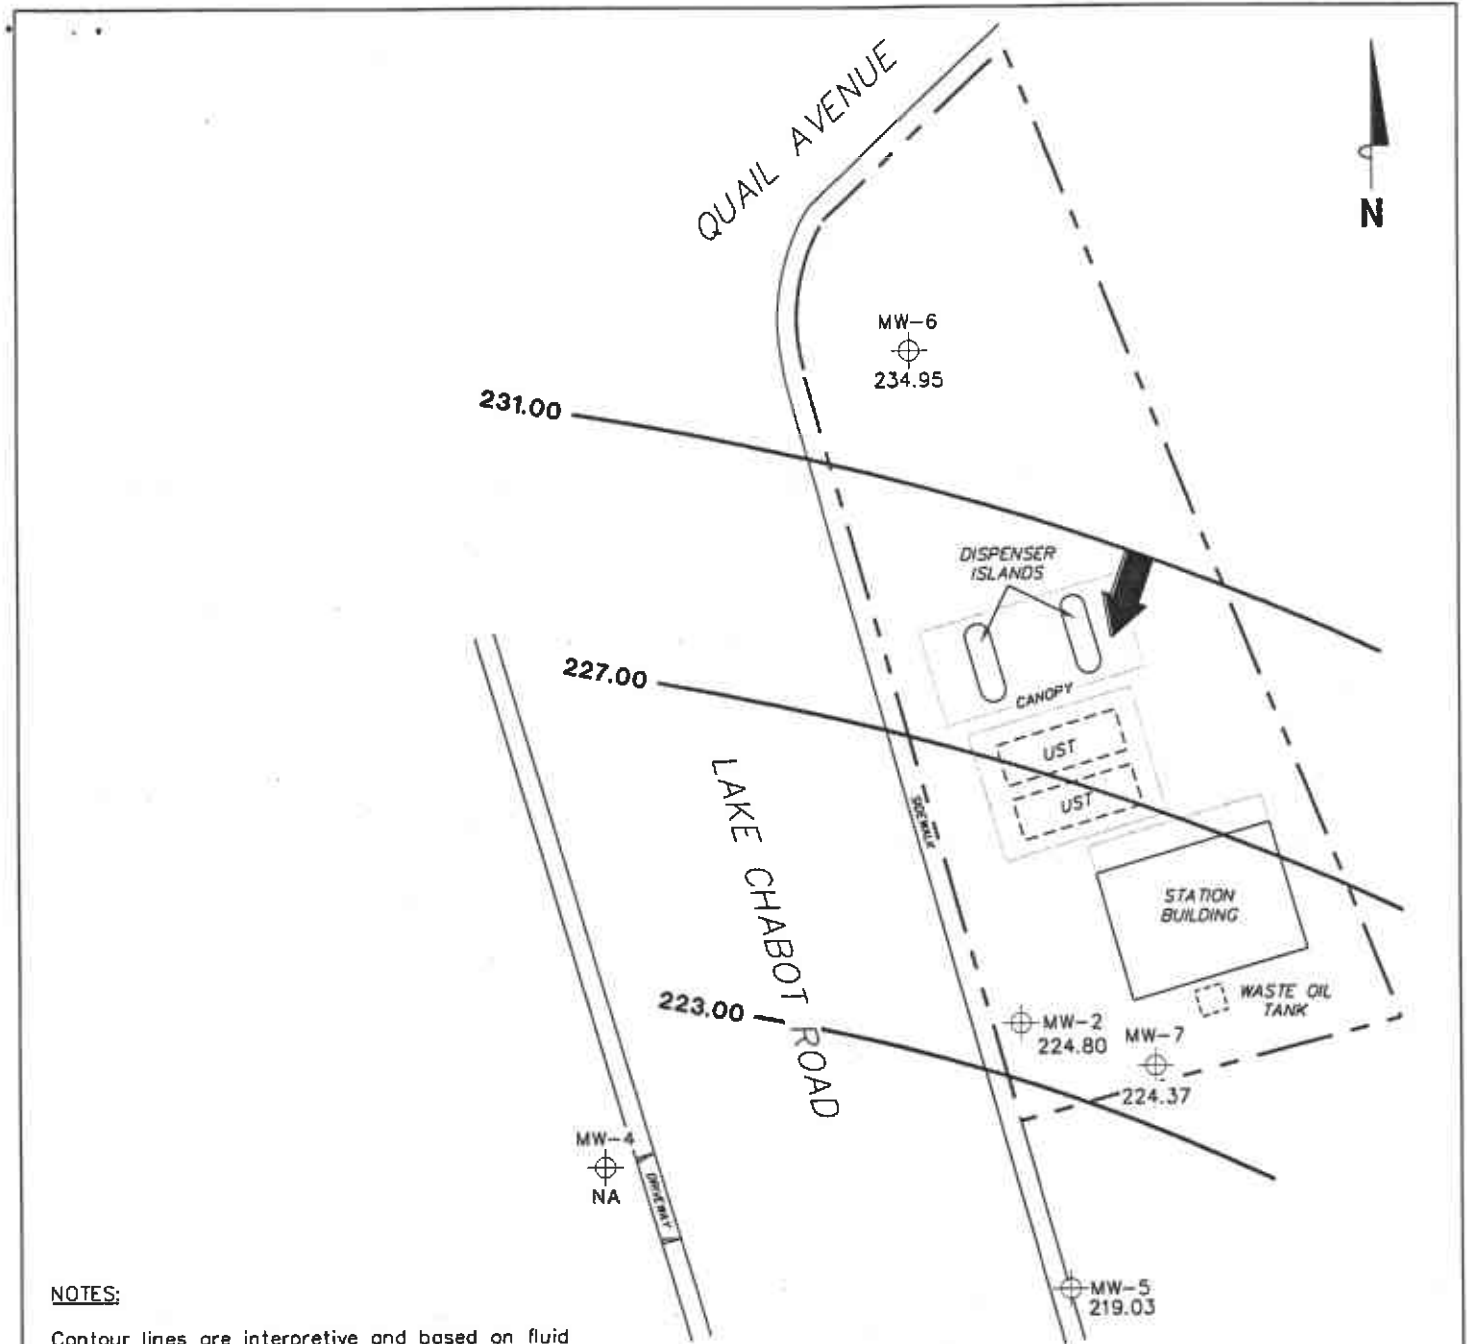 QUAIL AVENUE
N
MW-6
234.95
231.00
DISPENSER
ISLANDS
CANOPY
227.00
UST
UST
SIDEWALK
LAKE CHABOT ROAD
STATION
BUILDING
WASTE OIL
TANK
223.00
MW-2
224.80
MW-7
224.37
MW-4
NA
DRIVEWAY
MW-5
219.03
NOTES:
Contour lines are interpretive and based on fluid